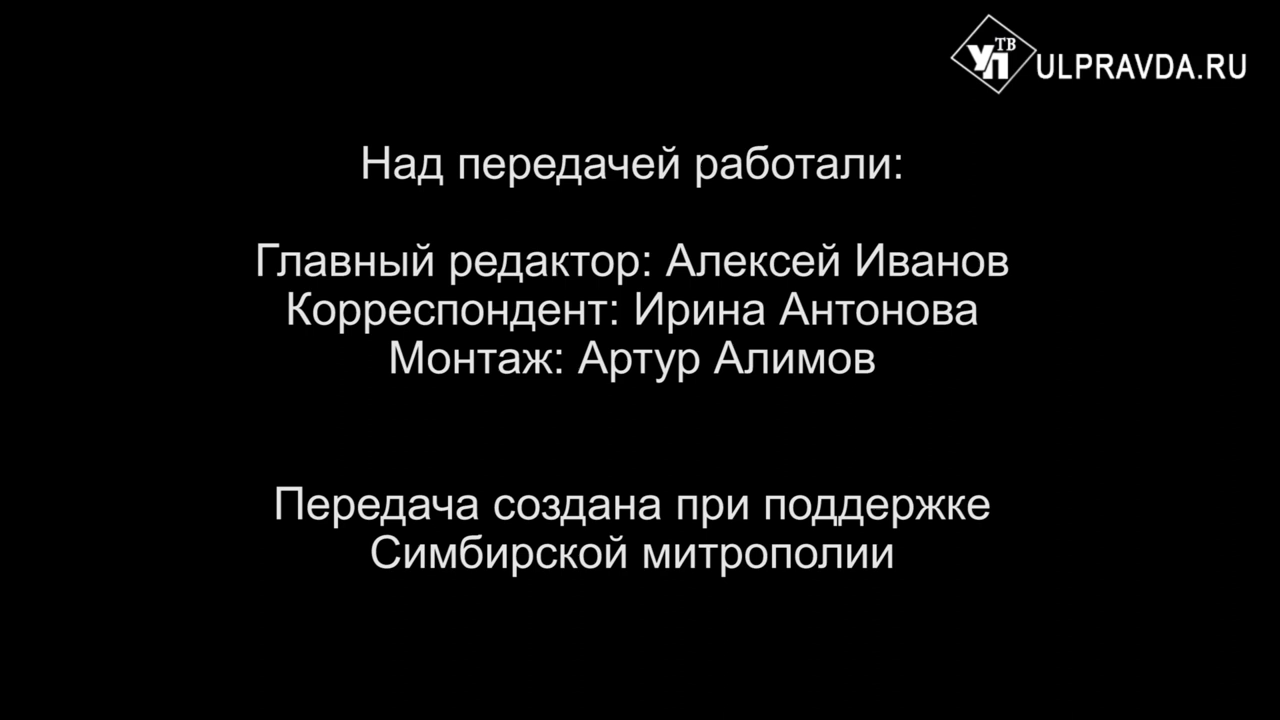 УП ТВ ULPRAVDA.RU
Над передачей работали:
Главный редактор: Алексей Иванов
Корреспондент: Ирина Антонова
Монтаж: Артур Алимов
Передача создана при поддержке
Симбирской митрополии